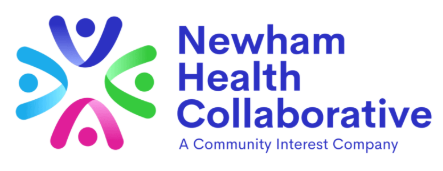 Newham
Health
Collaborative
A Community Interest Company